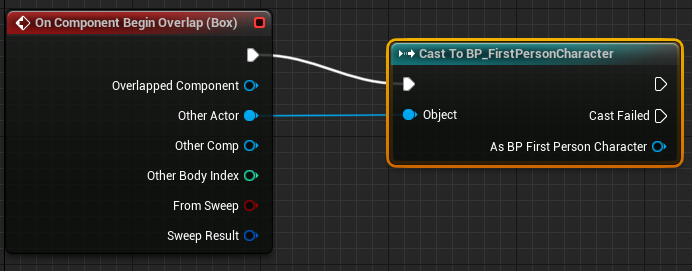 On Component Begin Overlap (Box)
Overlapped Component
Other Actor
Other Comp
Other Body Index
From Sweep
Sweep Result
Cast To BP_FirstPersonCharacter
Object
Cast Failed
As BP First Person Character